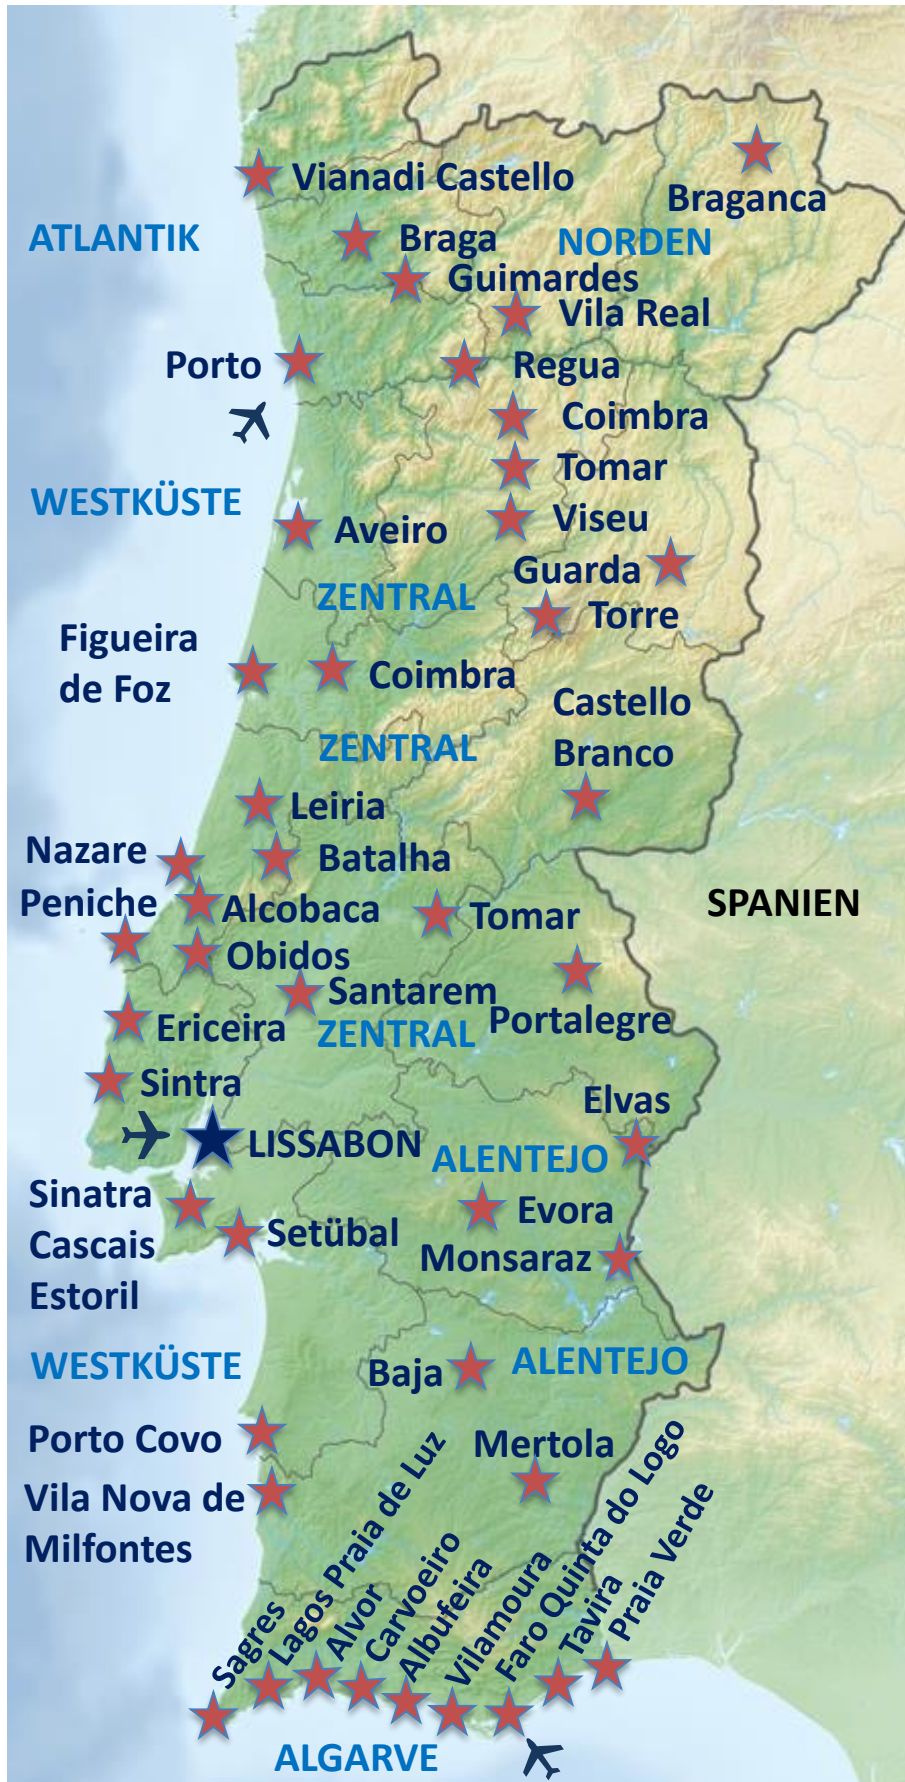 Vianadi Castello
Braganca
ATLANTIK
Braga
NORDEN
Guimardes
Vila Real
Porto
Regua
Coimbra
Tomar
WESTKÜSTE
Viseu
Aveiro
Guarda
ZENTRAL
Torre
Figueira
de Foz
Coimbra
Castello
Branco
ZENTRAL
Leiria
Nazare
Batalha
Peniche
Alcobaca
Tomar
SPANIEN
Obidos
Santarem
Portalegre
Ericeira
ZENTRAL
Sintra
Elvas
LISSABON
ALENTEJO
Sinatra
Cascais
Estoril
Evora
Setübal
Monsaraz
WESTKÜSTE
Baja
ALENTEJO
Porto Covo
Mertola
Vila Nova de
Milfontes
Sagres
Lagos Praia de Luz
Alvor
Carvoeiro
Albufeira
Vilamoura
Faro Quinta do Logo
Tavira
Praia Verde
ALGARVE